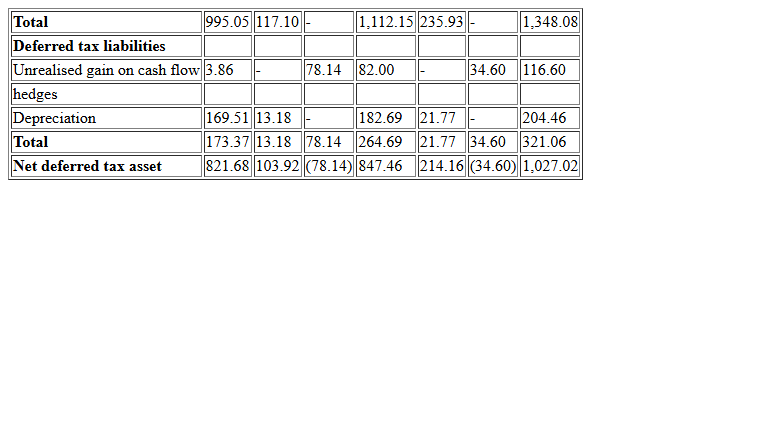 Total 995.05 117.10 - 1,112.15 235.93 - 1,348.08
Deferred tax liabilities
Unrealised gain on cash flow 3.86 - 78.14 82.00 - 34.60 116.60
hedges
Depreciation 169.51 13.18 - 182.69 21.77 - 204.46
Total 173.37 13.18 78.14 264.69 21.77 34.60 321.06
Net deferred tax asset 821.68 103.92 (78.14) 847.46 214.16 (34.60) 1,027.02